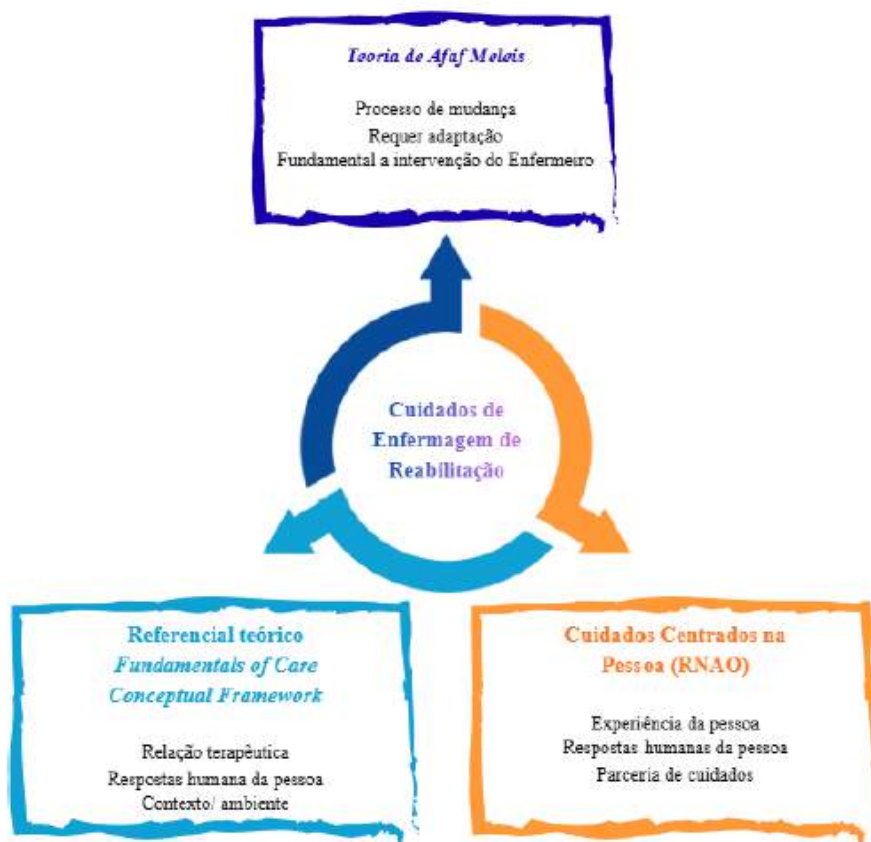 Teoria de Afaf Meleis
Processo de mudança
Requer adaptação
Fundamental a intervenção do Enfermeiro
Cuidados de
Enfermagem de
Reabilitação
Referencial teórico
Fundamentals of Care
Conceptual Framework
Relação terapêutica
Respostas humana da pessoa
Contexto/ ambiente
Cuidados Centrados na
Pessoa (RNAO)
Experiência da pessoa
Respostas humanas da pessoa
Parceria de cuidados